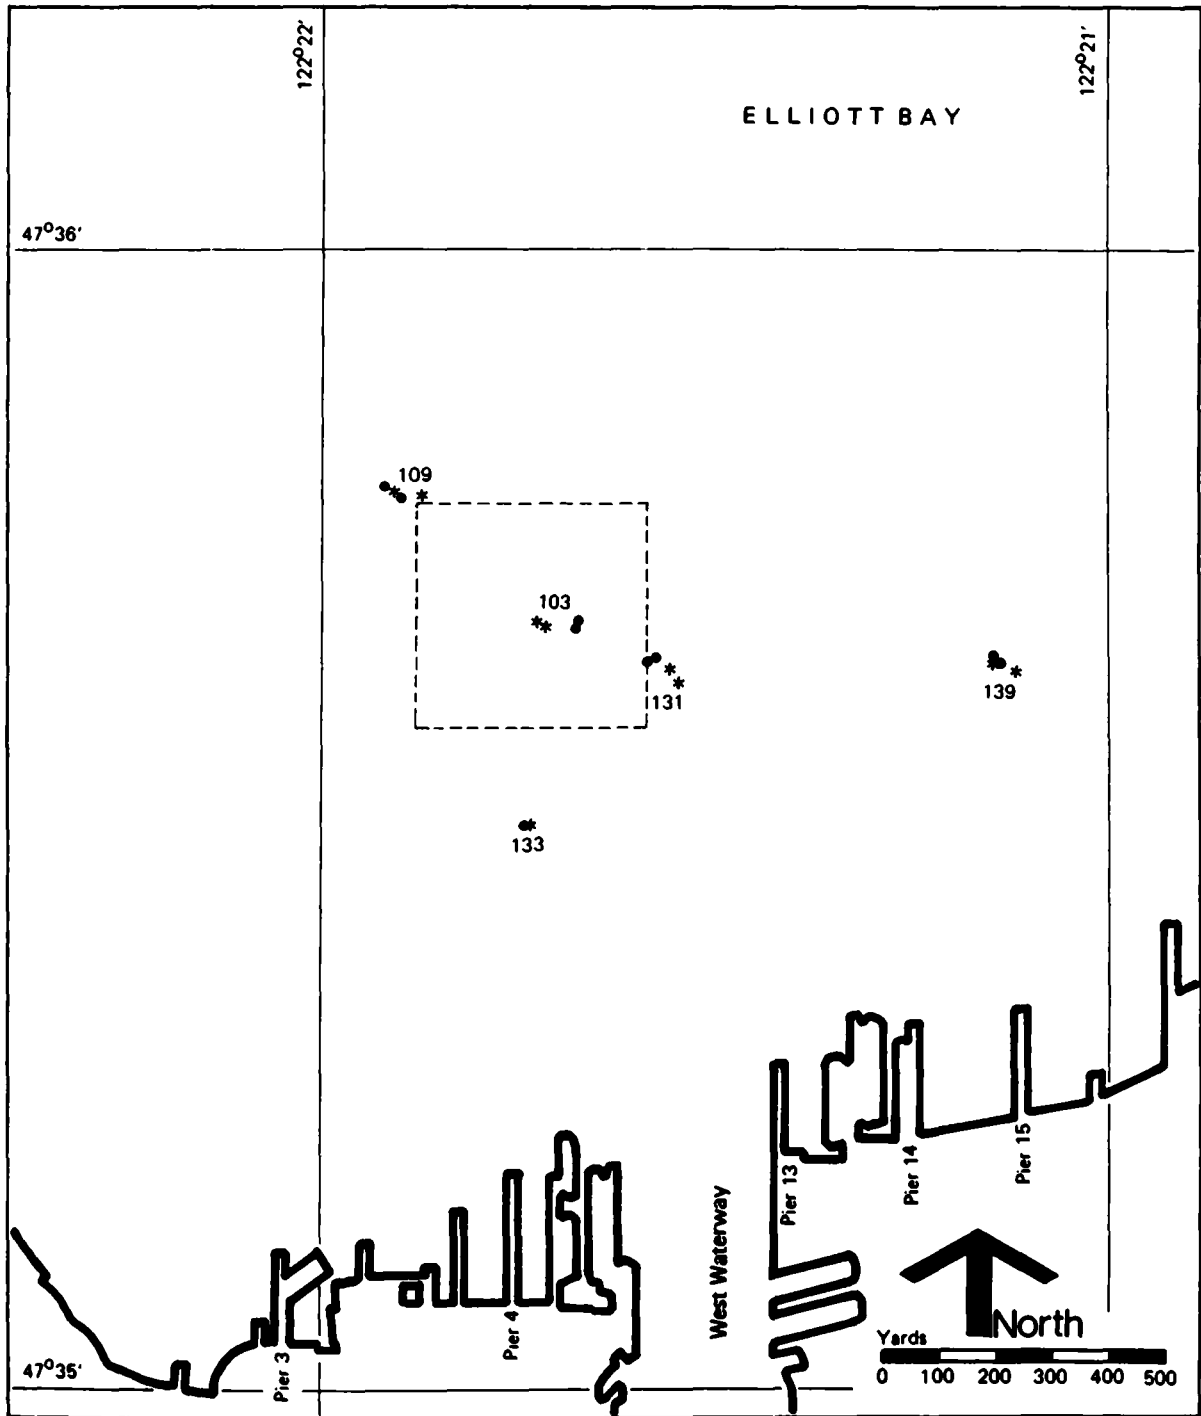 122°22'
122°21'
ELLIOTT BAY
47°36'
109
103
131
139
133
Pier 13
Pier 14
Pier 15
West Waterway
Pier 4
North
Yards
Pier 3
47°35'
0 100 200 300 400 500